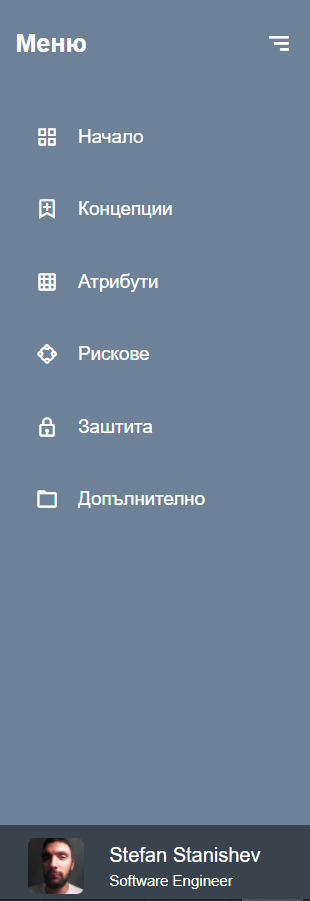 Меню
Начало
Концепции
Атрибути
Рискове
Заштита
Допълнително
Stefan Stanishev
Software Engineer